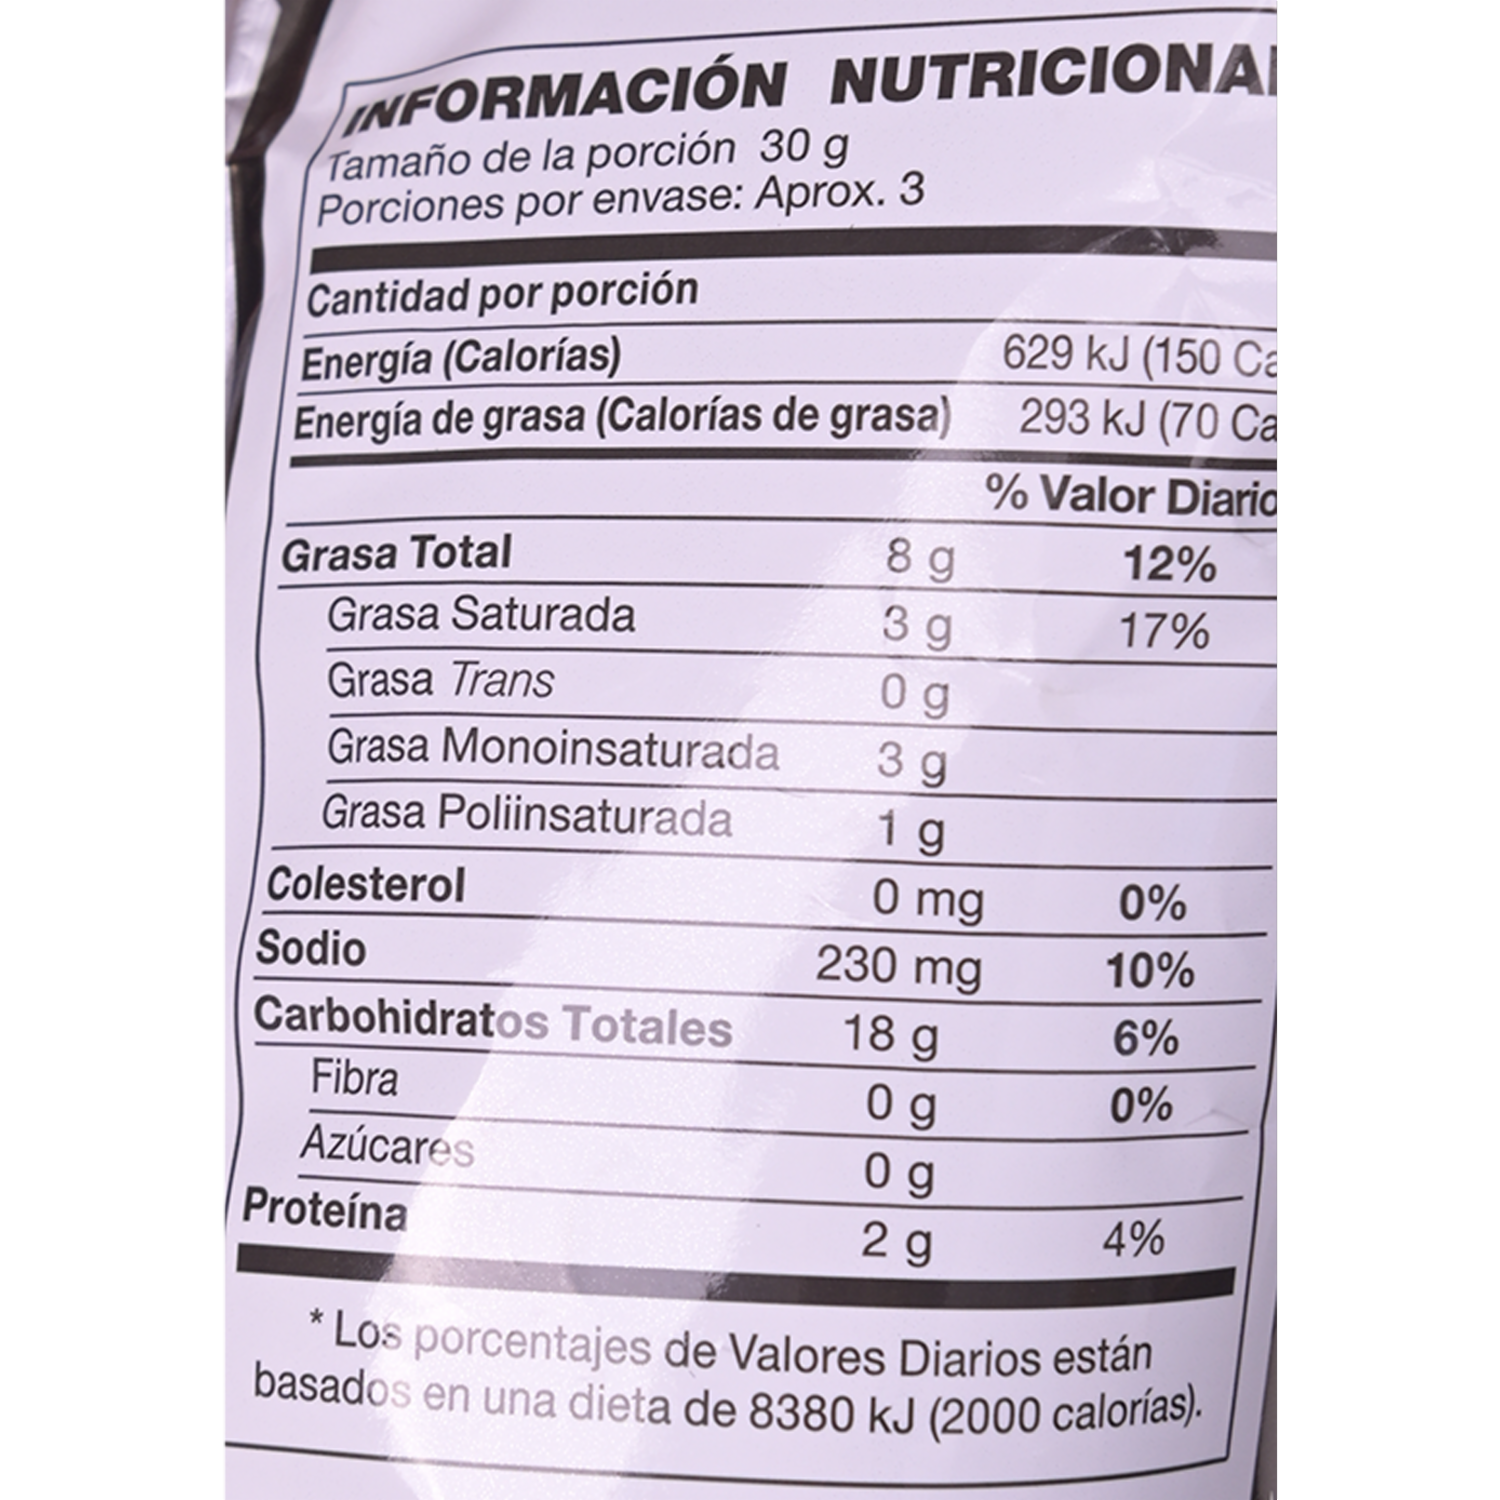 INFORMACIÓN NUTRICIONAL
Tamaño de la porción 30 g
Porciones por envase: Aprox. 3
Cantidad por porción
Energía (Calorías) 629 kJ (150 Ca
Energía de grasa (Calorías de grasa) 293 kJ (70 Ca
% Valor Diario
Grasa Total 8 g 12%
Grasa Saturada 3 g 17%
Grasa Trans 0 g
Grasa Monoinsaturada 3 g
Grasa Poliinsaturada 1 g
Colesterol 0 mg 0%
Sodio 230 mg 10%
Carbohidratos Totales 18 g 6%
Fibra 0 g 0%
Azúcares 0 g
Proteína 2 g 4%
* Los porcentajes de Valores Diarios están
basados en una dieta de 8380 kJ (2000 calorías).